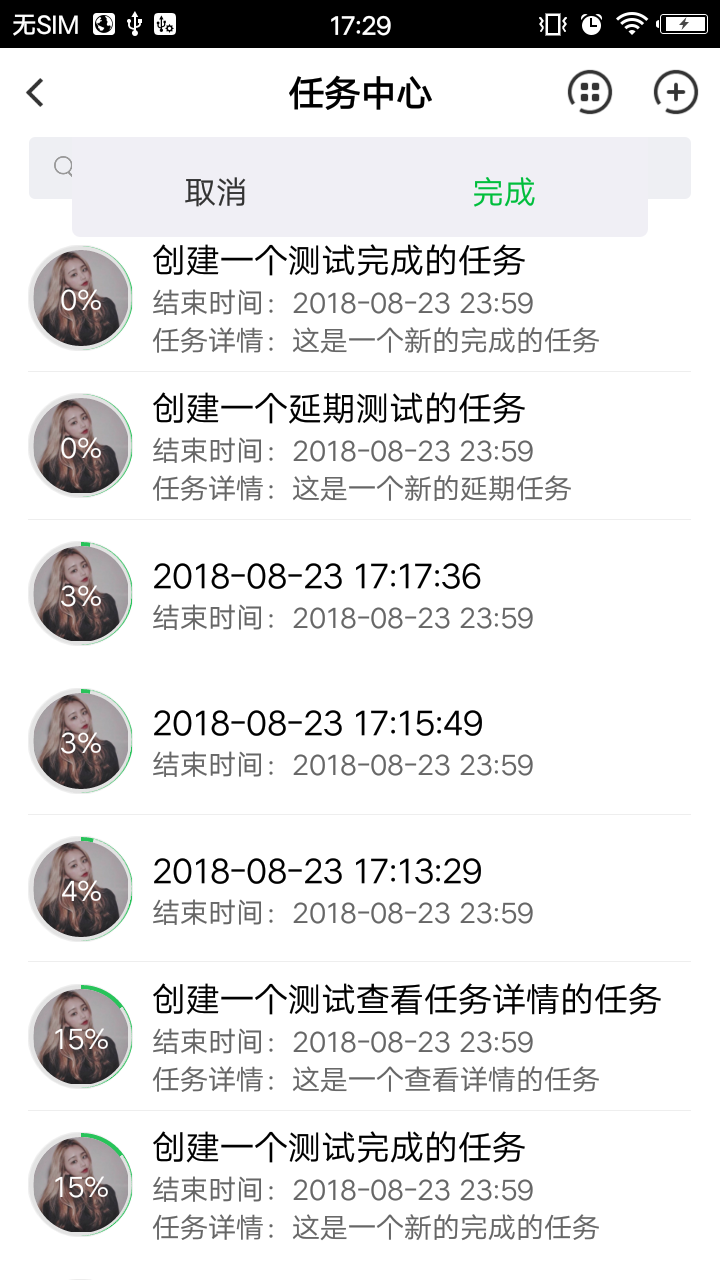 无SIM 17:29
任务中心
取消 完成
创建一个测试完成的任务
0%
结束时间：2018-08-23 23:59
任务详情：这是一个新的完成的任务
创建一个延期测试的任务
0%
结束时间：2018-08-23 23:59
任务详情：这是一个新的延期任务
2018-08-23 17:17:36
3%
结束时间：2018-08-23 23:59
2018-08-23 17:15:49
3%
结束时间：2018-08-23 23:59
2018-08-23 17:13:29
4%
结束时间：2018-08-23 23:59
创建一个测试查看任务详情的任务
15%
结束时间：2018-08-23 23:59
任务详情：这是一个查看详情的任务
创建一个测试完成的任务
15%
结束时间：2018-08-23 23:59
任务详情：这是一个新的完成的任务